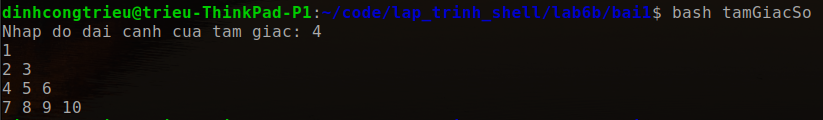 dinhcongtrieu@trieu-ThinkPad-P1:~/code/lap_trinh_shell/lab6b/bai1$ bash tamGiacSo
Nhap do dai canh cua tam giac: 4
1
2 3
4 5 6
7 8 9 10